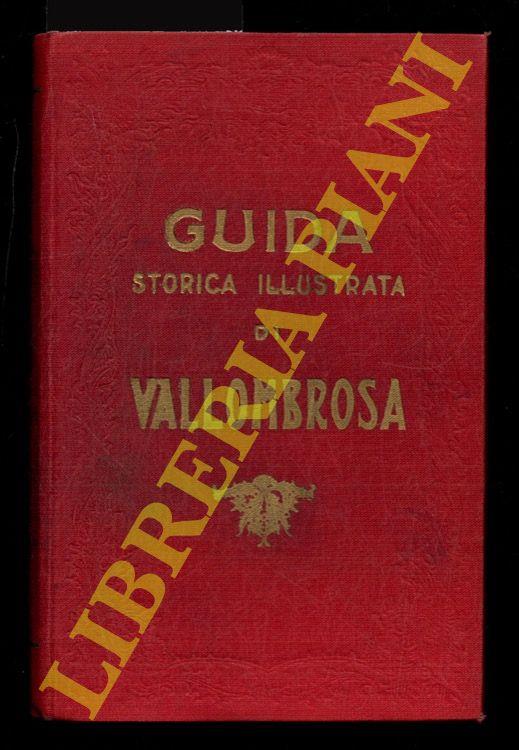 GUIDA
STORICA ILLUSTRATA
DI
VALLOMBROSA
LIBRERIA PIANI